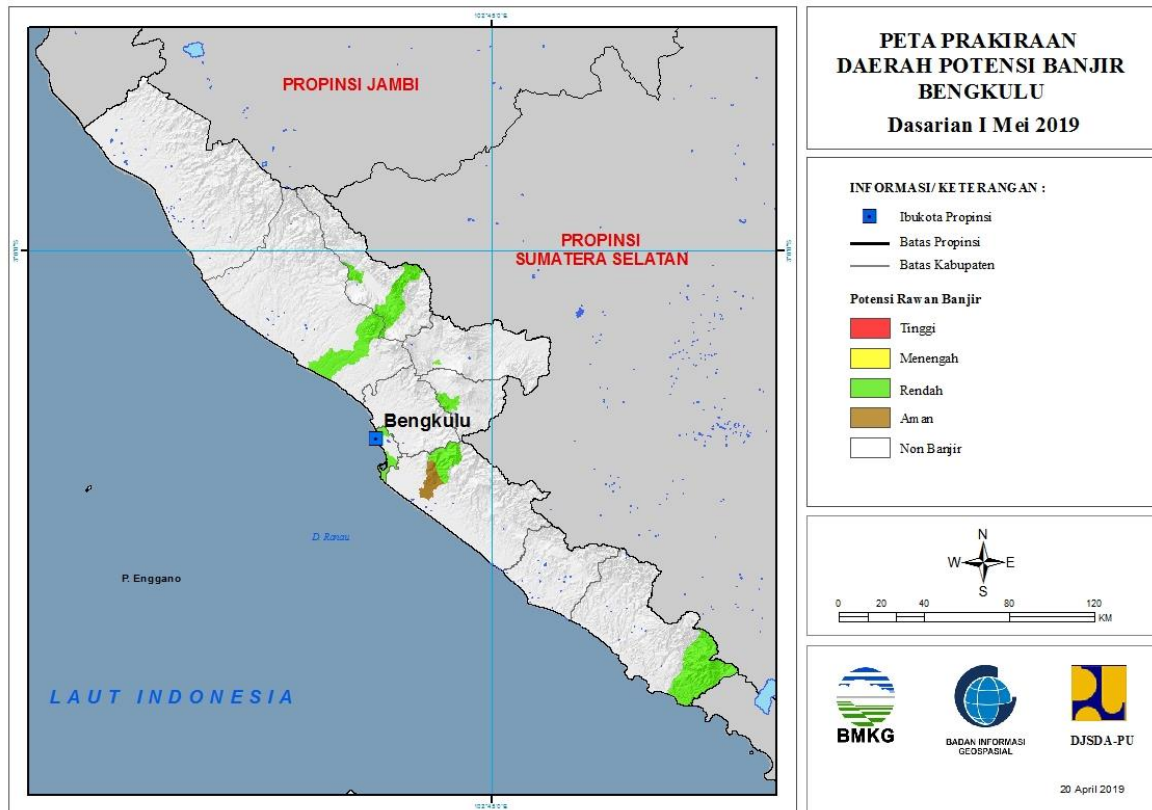 PROPINSI JAMBI
PROPINSI
SUMATERA SELATAN
Bengkulu
D. Ranau
P. Enggano
LAUT INDONESIA
PETA PRAKIRAAN
DAERAH POTENSI BANJIR
BENGKULU
Dasarian I Mei 2019
INFORMASI/ KETERANGAN :
Ibukota Propinsi
Batas Propinsi
Batas Kabupaten
Potensi Rawan Banjir
Tinggi
Menengah
Rendah
Aman
Non Banjir
N
W E
S
0 20 40 80 120
KM
BMKG
BADAN INFORMASI
GEOSPASIAL
DJSDA-PU
20 April 2019